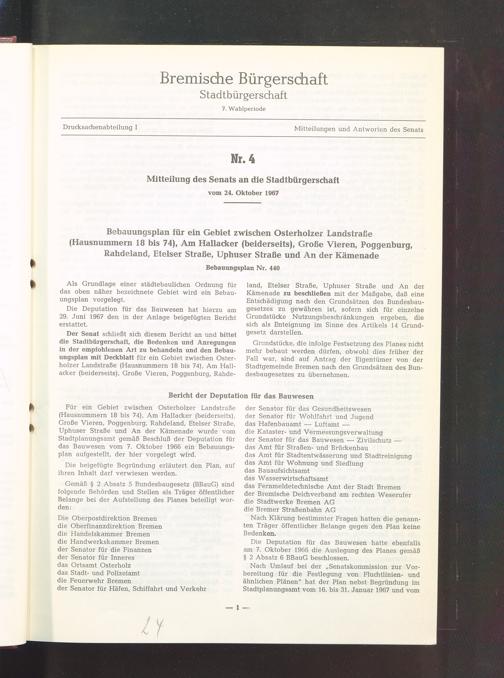 Bremische Bürgerschaft
Stadtbürgerschaft
7. Wahlperiode
Drucksachenabteilung I
Mitteilungen und Antworten des Senats
Nr. 4
Mitteilung des Senats an die Stadtbürgerschaft
vom 24. Oktober 1967
Bebauungsplan für ein Gebiet zwischen Osterholzer Landstraße
(Hausnummern 18 bis 74), Am Hallacker (beiderseits), Große Vieren, Poggenburg,
Rahdeland, Etelser Straße, Uphuser Straße und An der Kämenade
Bebauungsplan Nr. 440
Als Grundlage einer städtebaulichen Ordnung für
das oben näher bezeichnete Gebiet wird ein Bebau-
ungsplan vorgelegt.
Die Deputation für das Bauwesen hat hierzu am
29. Juni 1967 den in der Anlage beigefügten Bericht
erstattet.
Der Senat schließt sich diesem Bericht an und bittet
die Stadtbürgerschaft, die Bedenken und Anregungen
in der empfohlenen Art zu behandeln und den Bebau-
ungsplan mit Deckblatt für ein Gebiet zwischen Oster-
holzer Landstraße (Hausnummern 18 bis 74), Am Hall-
acker (beiderseits), Große Vieren, Poggenburg, Rahde-
land, Etelser Straße, Uphuser Straße und An der
Kämenade zu beschließen mit der Maßgabe, daß eine
Entschädigung nach den Grundsätzen des Bundesbau-
gesetzes zu gewähren ist, sofern sich für einzelne
Grundstücke Nutzungsbeschränkungen ergeben, die
sich als Enteignung im Sinne des Artikels 14 Grund-
gesetz darstellen.
Grundstücke, die infolge Festsetzung des Planes nicht
mehr bebaut werden dürfen, obwohl dies früher der
Fall war, sind auf Antrag der Eigentümer von der
Stadtgemeinde Bremen nach den Grundsätzen des Bun-
desbaugesetzes zu übernehmen.
Bericht der Deputation für das Bauwesen
Für ein Gebiet zwischen Osterholzer Landstraße
(Hausnummern 18 bis 74), Am Hallacker (beiderseits),
Große Vieren, Poggenburg, Rahdeland, Etelser Straße,
Uphuser Straße und An der Kämenade wurde vom
Stadtplanungsamt gemäß Beschluß der Deputation für
das Bauwesen vom 7. Oktober 1966 ein Bebauungs-
plan aufgestellt, der hier vorgelegt wird.
Die beigefügte Begründung erläutert den Plan, auf
ihren Inhalt darf verwiesen werden.
Gemäß § 2 Absatz 5 Bundesbaugesetz (BBauG) sind
folgende Behörden und Stellen als Träger öffentlicher
Belange bei der Aufstellung des Planes beteiligt wor-
den:
Die Oberpostdirektion Bremen
die Oberfinanzdirektion Bremen
die Handelskammer Bremen
die Handwerkskammer Bremen
der Senator für die Finanzen
der Senator für Inneres
das Ortsamt Osterholz
das Stadt- und Polizeiamt
die Feuerwehr Bremen
der Senator für Häfen, Schiffahrt und Verkehr
der Senator für das Gesundheitswesen
der Senator für Wohlfahrt und Jugend
das Hafenbauamt — Luftamt —
die Kataster- und Vermessungsverwaltung
der Senator für das Bauwesen — Zivilschutz —
das Amt für Straßen- und Brückenbau
das Amt für Stadtentwässerung und Stadtreinigung
das Amt für Wohnung und Siedlung
das Bauaufsichtsamt
das Wasserwirtschaftsamt
das Fernmeldetechnische Amt der Stadt Bremen
der Bremische Deichverband am rechten Weserufer
die Stadtwerke Bremen AG
die Bremer Straßenbahn AG
Nach Klärung bestimmter Fragen hatten die genann-
ten Träger öffentlicher Belange gegen den Plan keine
Bedenken.
Die Deputation für das Bauwesen hatte ebenfalls
am 7. Oktober 1966 die Auslegung des Planes gemäß
§ 2 Absatz 6 BBauG beschlossen.
Nach Umlauf bei der „Senatskommission zur Vor-
bereitung für die Festlegung von Fluchtlinien- und
ähnlichen Plänen" hat der Plan nebst Begründung im
Stadtplanungsamt vom 16. bis 31. Januar 1967 und vom
— 1 —
24